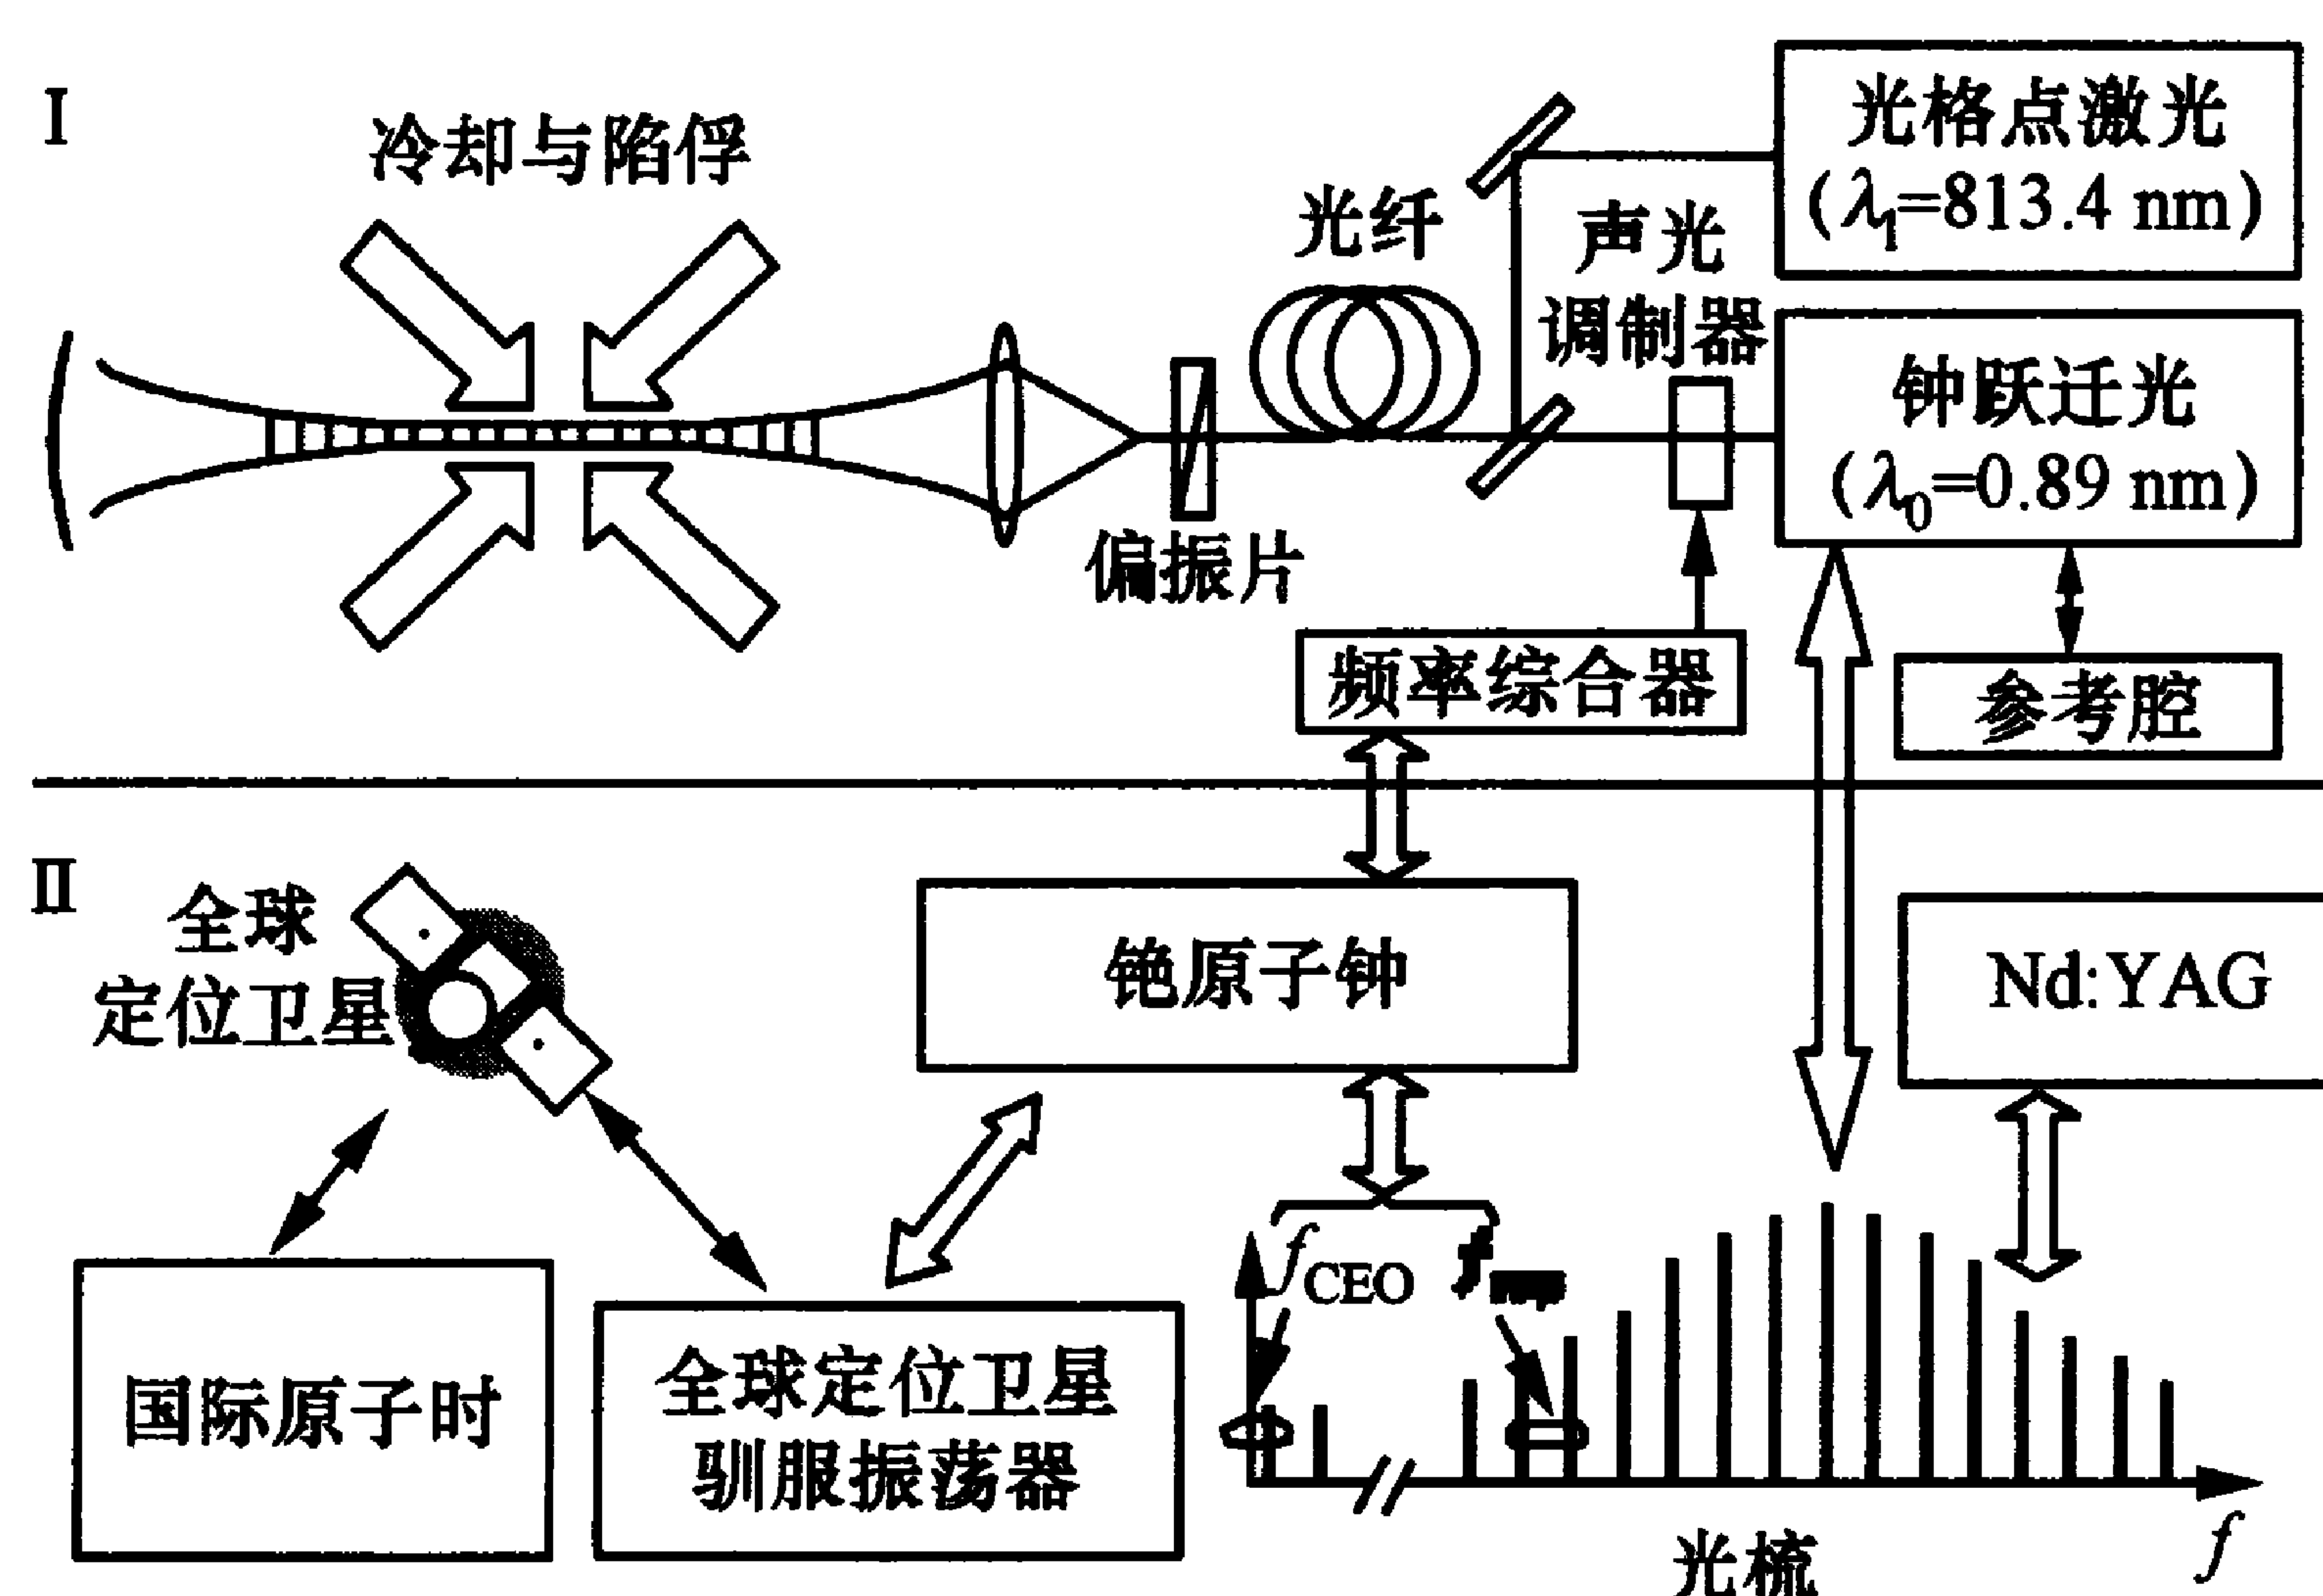 I
冷却与陷俘
光纤
声光
调制器
光格点激光
(λ1=813.4 nm)
钟跃迁光
(λ0=0.89 nm)
偏振片
频率综合器
参考腔
II
全球
定位卫星
铯原子钟
Nd:YAG
国际原子时
全球定位卫星
驯服振荡器
fCEO
f
光梳
f